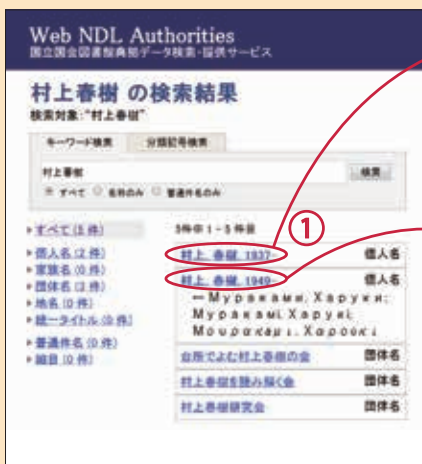 Web NDL Authorities
国立国会図書館典拠データ検索・提供サービス
村上春樹 の検索結果
検索対象:"村上春樹"
キーワード検索 分類記号検索
村上春樹 検索
すべて 名称のみ 普通件名のみ
すべて (5 件)
個人名 (2 件)
家族名 (0 件)
団体名 (3 件)
地名 (0 件)
統一タイトル (0 件)
普通件名 (0 件)
細目 (0 件)
5件中 1 - 5 件目
①
村上, 春樹, 1937- 個人名
村上, 春樹, 1949- 個人名
← Мураками, Харуки;
Муракамі, Харукі;
Μουρακάμι, Χαρούκι
台所でよむ村上春樹の会 団体名
村上春樹を読み解く会 団体名
村上春樹研究会 団体名